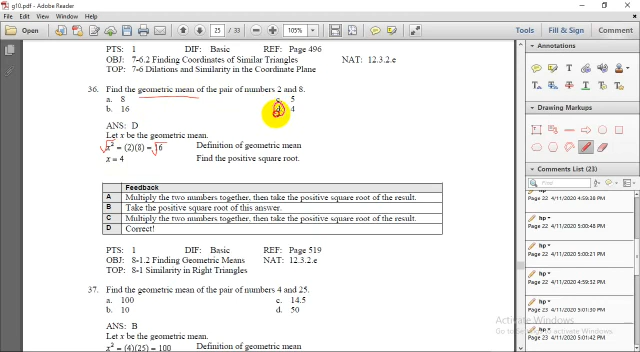 g10.pdf - Adobe Reader
File Edit View Window Help
Open
25 / 33
105%
Tools Fill & Sign Comment
PTS: 1 DIF: Basic REF: Page 496
OBJ: 7-6.2 Finding Coordinates of Similar Triangles NAT: 12.3.2.e
TOP: 7-6 Dilations and Similarity in the Coordinate Plane
36. Find the geometric mean of the pair of numbers 2 and 8.
a. 8 c. 5
b. 16 d. 4
ANS: D
Let x be the geometric mean.
x² = (2)(8) = 16 Definition of geometric mean
x = 4 Find the positive square root.
Feedback
A Multiply the two numbers together, then take the positive square root of the result.
B Take the positive square root of this answer.
C Multiply the two numbers together, then take the positive square root of the result.
D Correct!
PTS: 1 DIF: Basic REF: Page 519
OBJ: 8-1.2 Finding Geometric Means NAT: 12.3.2.e
TOP: 8-1 Similarity in Right Triangles
37. Find the geometric mean of the pair of numbers 4 and 25.
a. 100 c. 14.5
b. 10 d. 50
ANS: B
Let x be the geometric mean.
x² = (4)(25) = 100 Definition of geometric mean
Annotations
Drawing Markups
Comments List (23)
Find
Page 22 4/11/2020 4:59:38 PM
hp
Page 22 4/11/2020 5:00:48 PM
hp
Page 22 4/11/2020 5:00:21 PM
hp
Page 22 4/11/2020 4:59:52 PM
hp
Page 23 4/11/2020 5:01:30 PM
hp
Page 23 4/11/2020 5:01:42 PM
Activate Windows